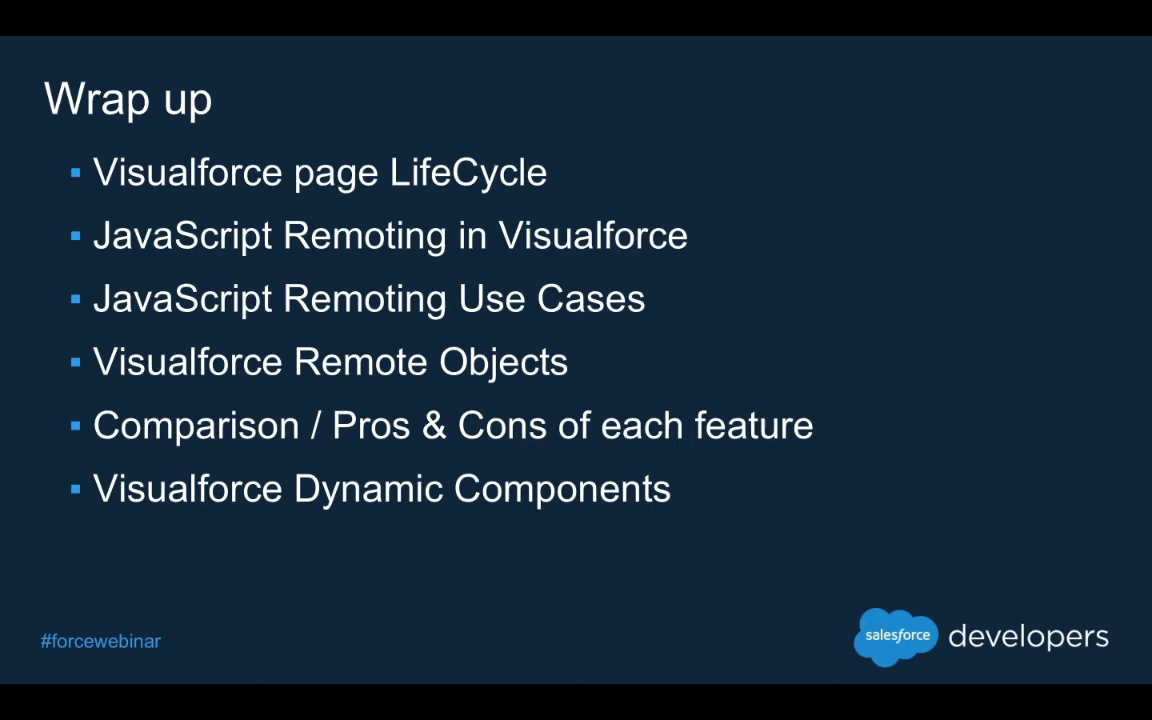 Wrap up
▪ Visualforce page LifeCycle
▪ JavaScript Remoting in Visualforce
▪ JavaScript Remoting Use Cases
▪ Visualforce Remote Objects
▪ Comparison / Pros & Cons of each feature
▪ Visualforce Dynamic Components
#forcewebinar
salesforce developers